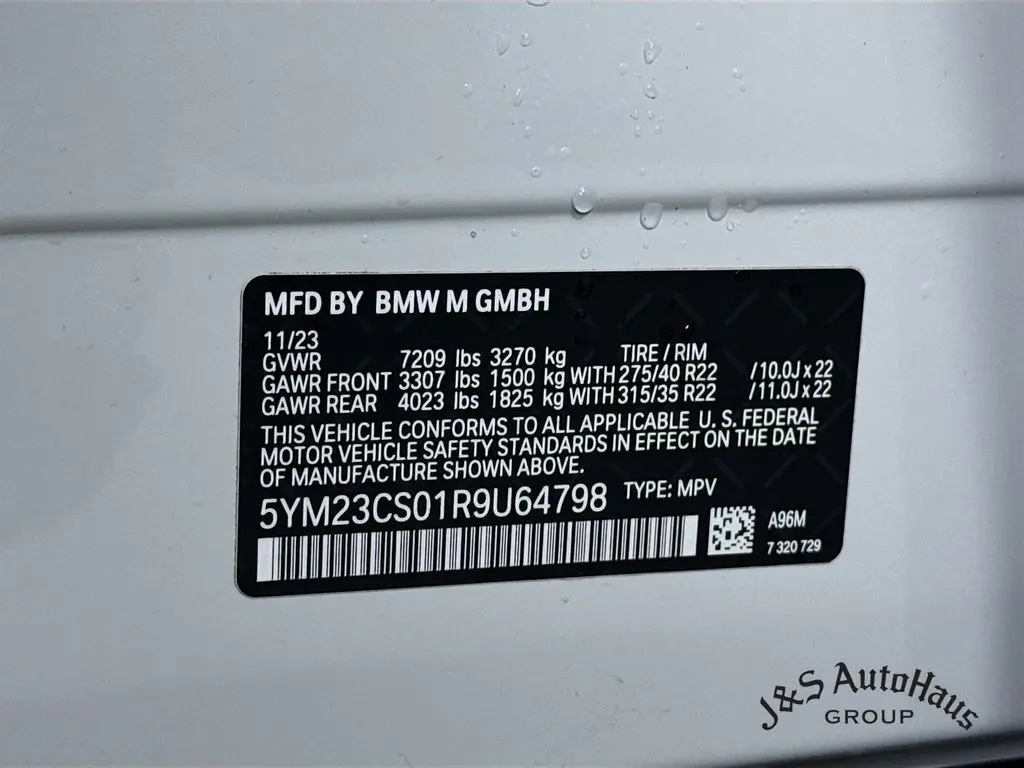 MFD BY BMW M GMBH
11/23
GVWR 7209 lbs 3270 kg TIRE / RIM
GAWR FRONT 3307 lbs 1500 kg WITH 275/40 R22 /10.0J x 22
GAWR REAR 4023 lbs 1825 kg WITH 315/35 R22 /11.0J x 22
THIS VEHICLE CONFORMS TO ALL APPLICABLE U. S. FEDERAL
MOTOR VEHICLE SAFETY STANDARDS IN EFFECT ON THE DATE
OF MANUFACTURE SHOWN ABOVE.
5YM23CS01R9U64798 TYPE: MPV
A96M
7 320 729
J&S AutoHaus
GROUP